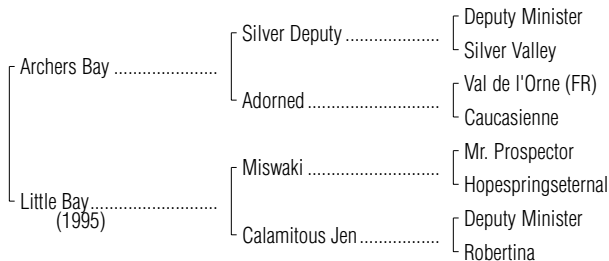 Deputy Minister
Silver Deputy ....................
Silver Valley
Archers Bay ......................
Val de l'Orne (FR)
Adorned ............................
Caucasienne
Mr. Prospector
Miswaki ............................
Hopespringseternal
Little Bay...........................
(1995)
Deputy Minister
Calamitous Jen.................
Robertina